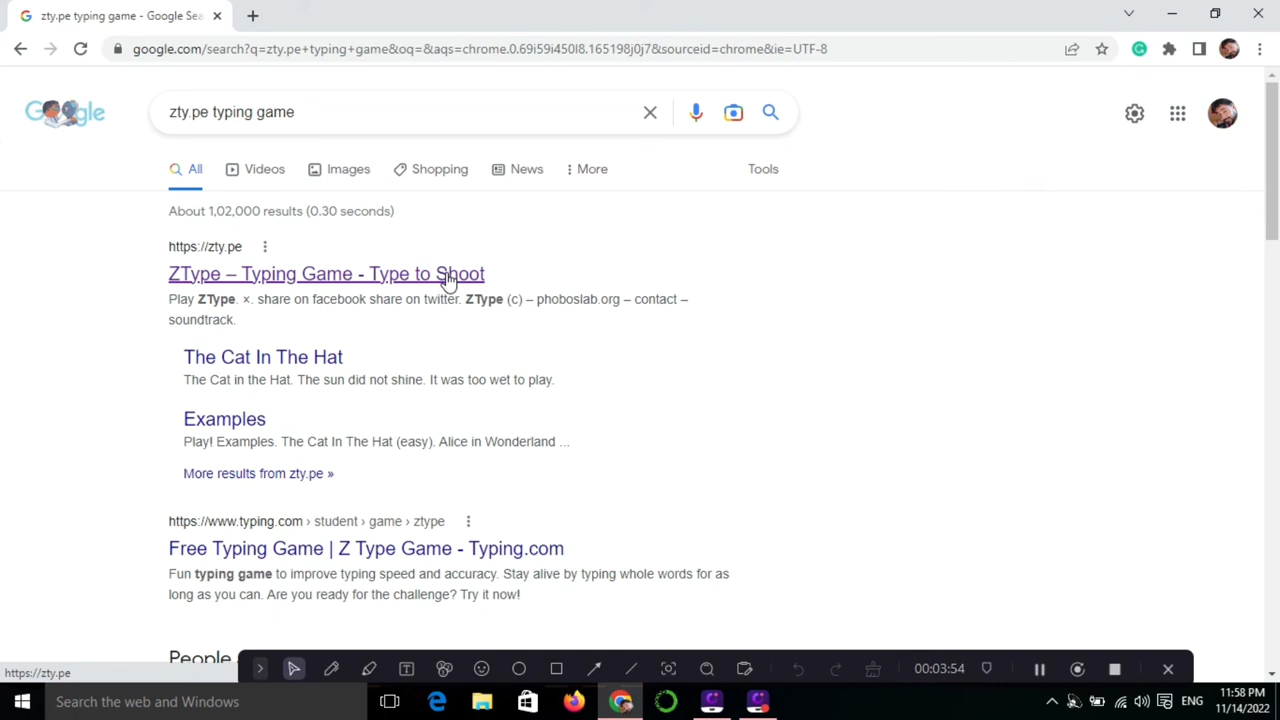 zty.pe typing game - Google Sea
google.com/search?q=zty.pe+typing+game&oq=&aqs=chrome.0.69i59i450l8.165198j0j7&sourceid=chrome&ie=UTF-8
Google
zty.pe typing game
All
Videos
Images
Shopping
News
More
Tools
About 1,02,000 results (0.30 seconds)
https://zty.pe
ZType – Typing Game - Type to Shoot
Play ZType. ×. share on facebook share on twitter. ZType (c) – phoboslab.org – contact –
soundtrack.
The Cat In The Hat
The Cat in the Hat. The sun did not shine. It was too wet to play.
Examples
Play! Examples. The Cat In The Hat (easy). Alice in Wonderland ...
More results from zty.pe »
https://www.typing.com › student › game › ztype
Free Typing Game | Z Type Game - Typing.com
Fun typing game to improve typing speed and accuracy. Stay alive by typing whole words for as
long as you can. Are you ready for the challenge? Try it now!
People
https://zty.pe
00:03:54
Search the web and Windows
ENG
11:58 PM
11/14/2022